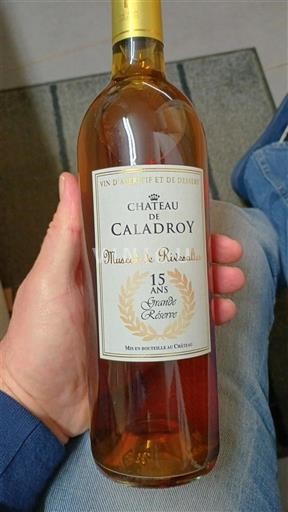 VIN D'APÉRITIF ET DE DESSERT
CHATEAU
DE
CALADROY
Muscat de Rivesaltes
15
ANS
Grande
Réserve
MIS EN BOUTEILLE AU CHÂTEAU